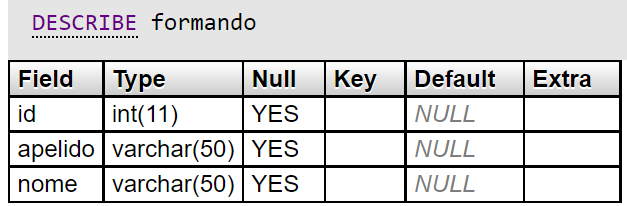 DESCRIBE formando
Field Type Null Key Default Extra
id int(11) YES NULL
apelido varchar(50) YES NULL
nome varchar(50) YES NULL